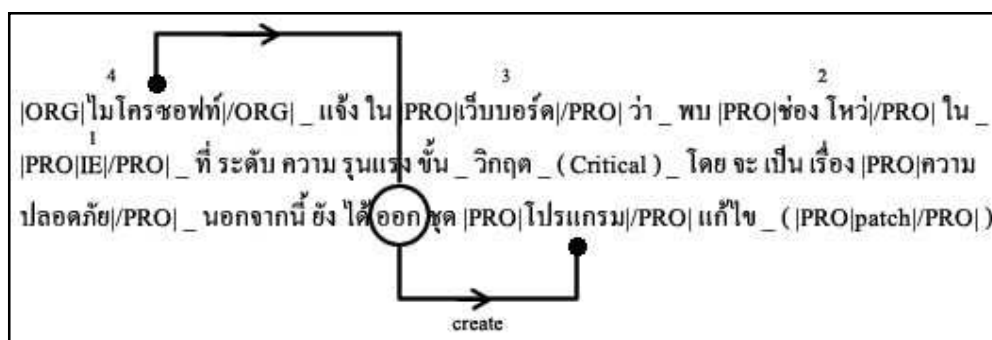 4 3 2
|ORG|ไมโครซอฟท์|/ORG| _ แจ้ง ใน |PRO|เว็บบอร์ด|/PRO| ว่า _ พบ |PRO|ช่อง โหว่|/PRO| ใน _
1
|PRO|IE|/PRO| _ ที่ ระดับ ความ รุนแรง ขั้น _ วิกฤต _ ( Critical ) _ โดย จะ เป็น เรื่อง |PRO|ความ
ปลอดภัย|/PRO| _ นอกจากนี้ ยัง ได้ ออก ชุด |PRO|โปรแกรม|/PRO| แก้ไข _ ( |PRO|patch|/PRO| )
create